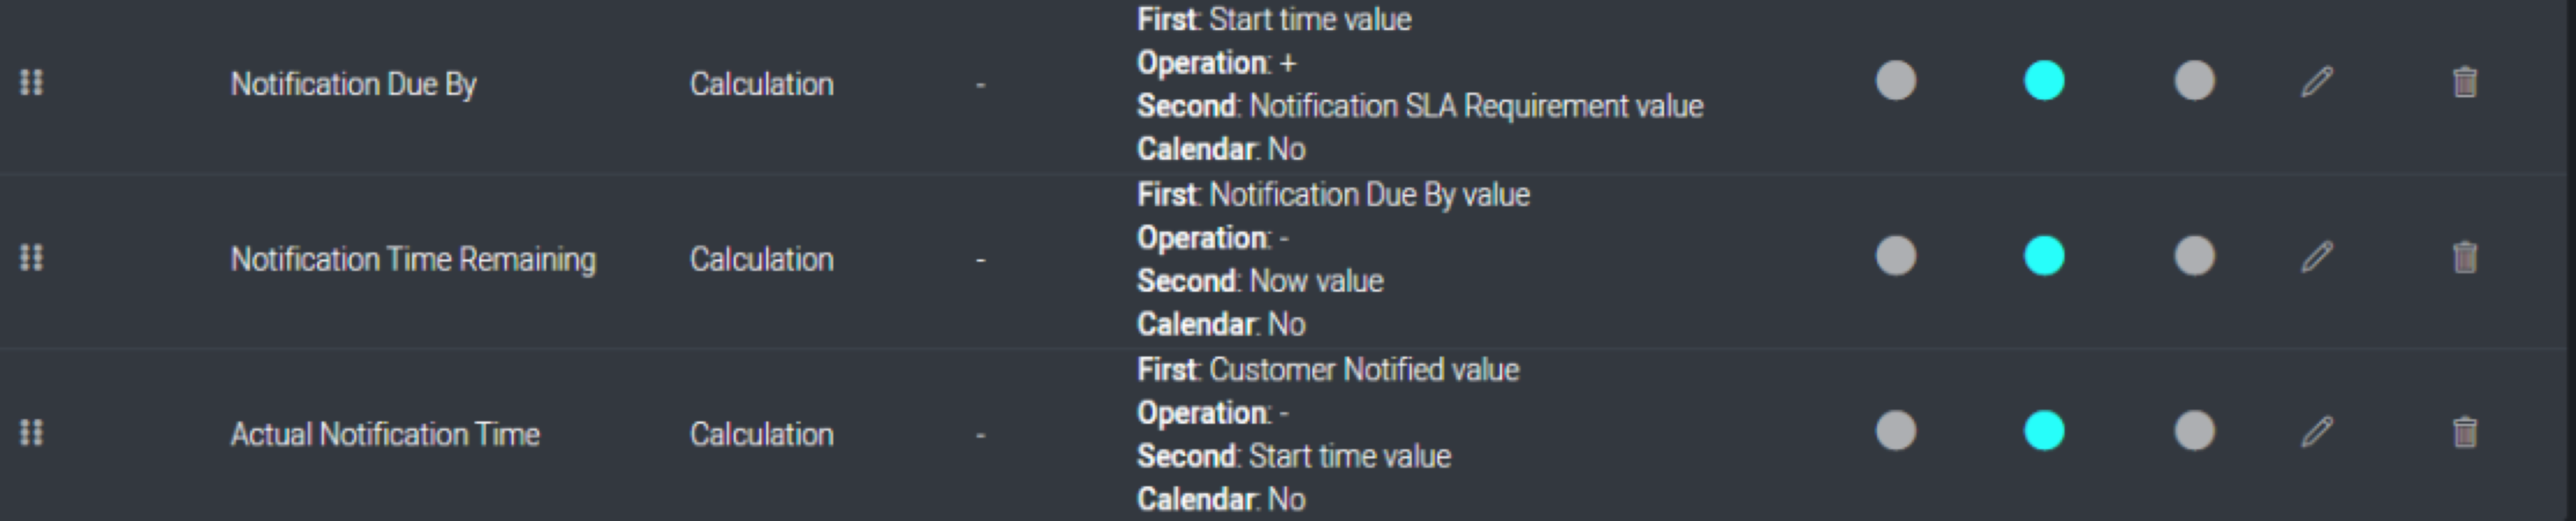 First: Start time value
Notification Due By Calculation - Operation: +
Second: Notification SLA Requirement value
Calendar: No
First: Notification Due By value
Notification Time Remaining Calculation - Operation: -
Second: Now value
Calendar: No
First: Customer Notified value
Actual Notification Time Calculation - Operation: -
Second: Start time value
Calendar: No